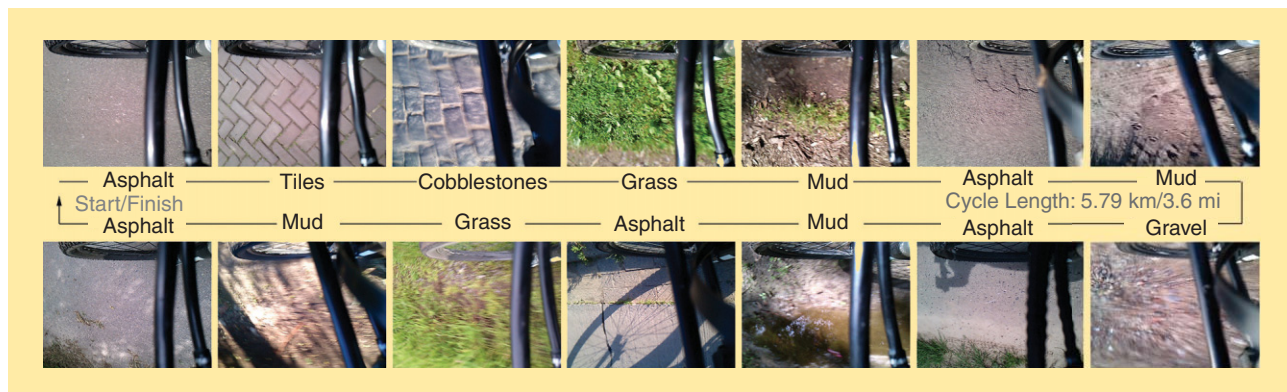 Asphalt Tiles Cobblestones Grass Mud Asphalt Mud
Start/Finish Cycle Length: 5.79 km/3.6 mi
Asphalt Mud Grass Asphalt Mud Asphalt Gravel